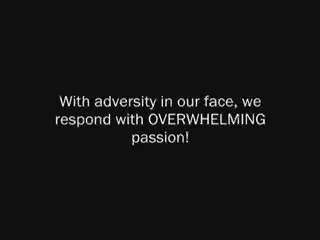 With adversity in our face, we
respond with OVERWHELMING
passion!